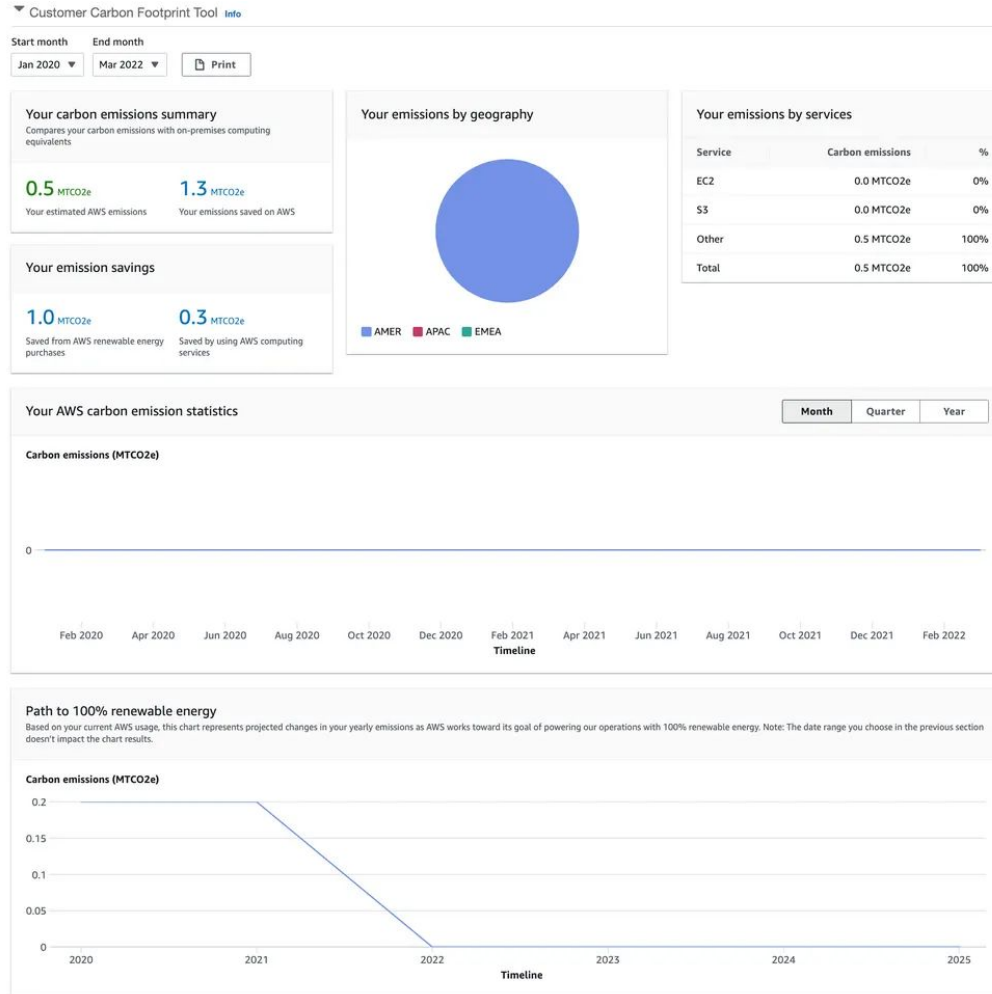 Customer Carbon Footprint Tool Info
Start month End month
Jan 2020 Mar 2022 Print
Your carbon emissions summary
Compares your carbon emissions with on-premises computing
equivalents
0.5 MTCO2e 1.3 MTCO2e
Your estimated AWS emissions Your emissions saved on AWS
Your emission savings
1.0 MTCO2e 0.3 MTCO2e
Saved from AWS renewable energy Saved by using AWS computing
purchases services
Your emissions by geography
AMER APAC EMEA
Your emissions by services
Service Carbon emissions %
EC2 0.0 MTCO2e 0%
S3 0.0 MTCO2e 0%
Other 0.5 MTCO2e 100%
Total 0.5 MTCO2e 100%
Your AWS carbon emission statistics Month Quarter Year
Carbon emissions (MTCO2e)
0
Feb 2020 Apr 2020 Jun 2020 Aug 2020 Oct 2020 Dec 2020 Feb 2021 Apr 2021 Jun 2021 Aug 2021 Oct 2021 Dec 2021 Feb 2022
Timeline
Path to 100% renewable energy
Based on your current AWS usage, this chart represents projected changes in your yearly emissions as AWS works toward its goal of powering our operations with 100% renewable energy. Note: The date range you choose in the previous section
doesn't impact the chart results.
Carbon emissions (MTCO2e)
0.2
0.15
0.1
0.05
0
2020 2021 2022 2023 2024 2025
Timeline